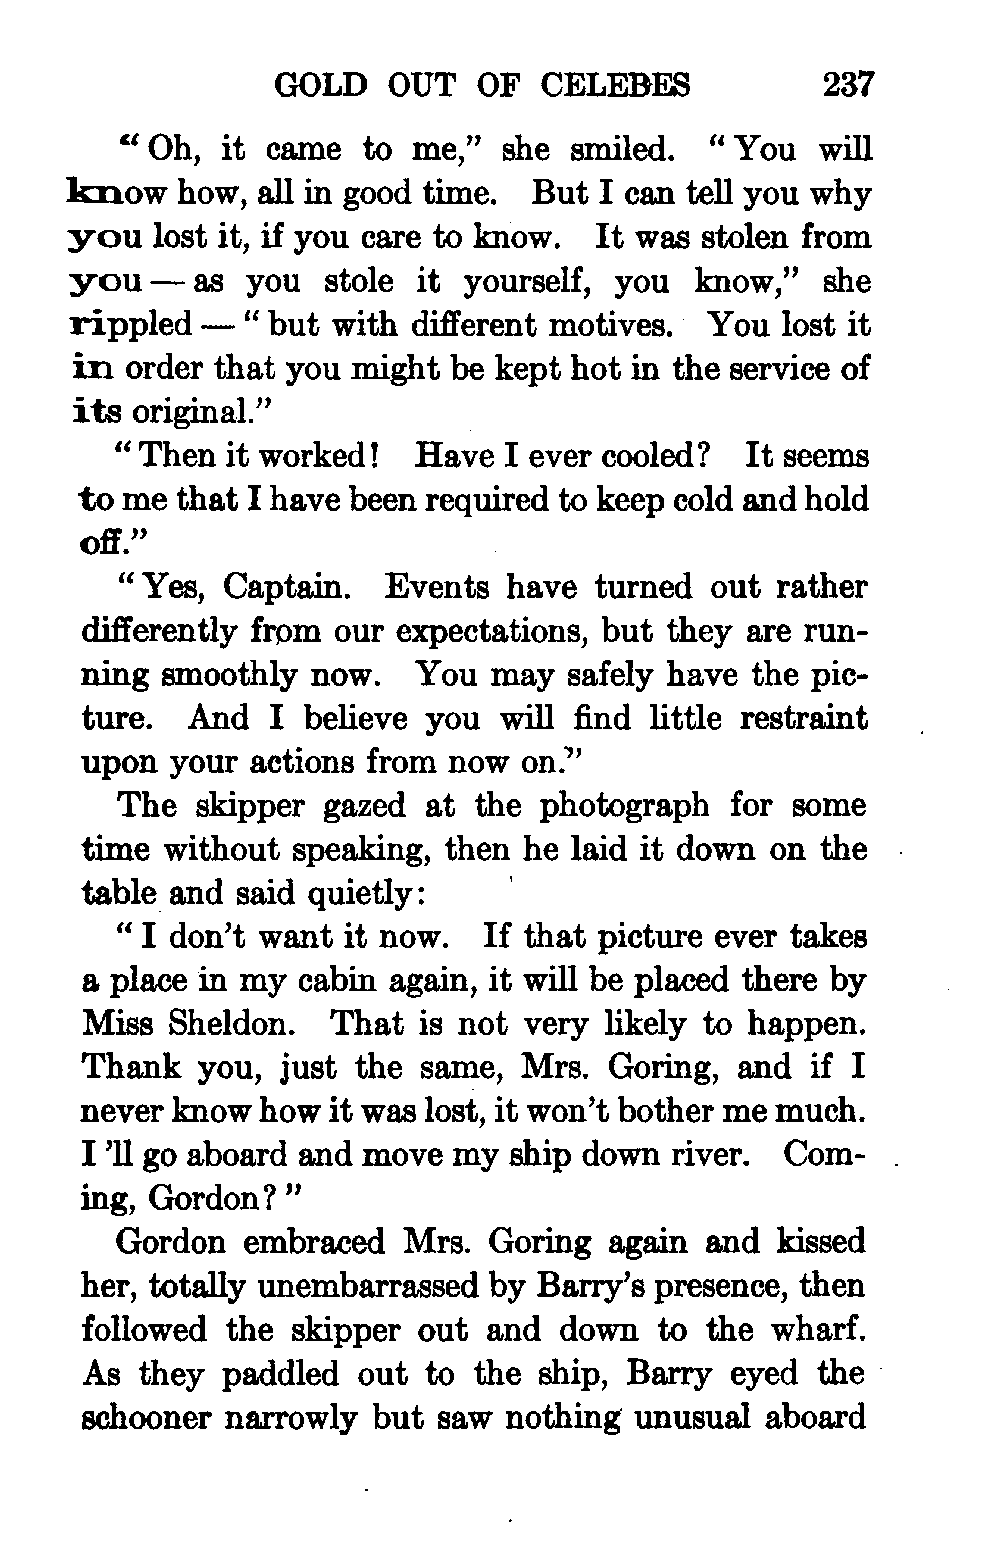 GOLD OUT OF CELEBES 237
“Oh, it came to me,” she smiled. “You will
know how, all in good time. But I can tell you why
you lost it, if you care to know. It was stolen from
you — as you stole it yourself, you know,” she
rippled — “but with different motives. You lost it
in order that you might be kept hot in the service of
its original.”
“Then it worked! Have I ever cooled? It seems
to me that I have been required to keep cold and hold
off.”
“Yes, Captain. Events have turned out rather
differently from our expectations, but they are run-
ning smoothly now. You may safely have the pic-
ture. And I believe you will find little restraint
upon your actions from now on.”
The skipper gazed at the photograph for some
time without speaking, then he laid it down on the
table and said quietly:
“I don’t want it now. If that picture ever takes
a place in my cabin again, it will be placed there by
Miss Sheldon. That is not very likely to happen.
Thank you, just the same, Mrs. Goring, and if I
never know how it was lost, it won’t bother me much.
I ’ll go aboard and move my ship down river. Com-
ing, Gordon?”
Gordon embraced Mrs. Goring again and kissed
her, totally unembarrassed by Barry’s presence, then
followed the skipper out and down to the wharf.
As they paddled out to the ship, Barry eyed the
schooner narrowly but saw nothing unusual aboard